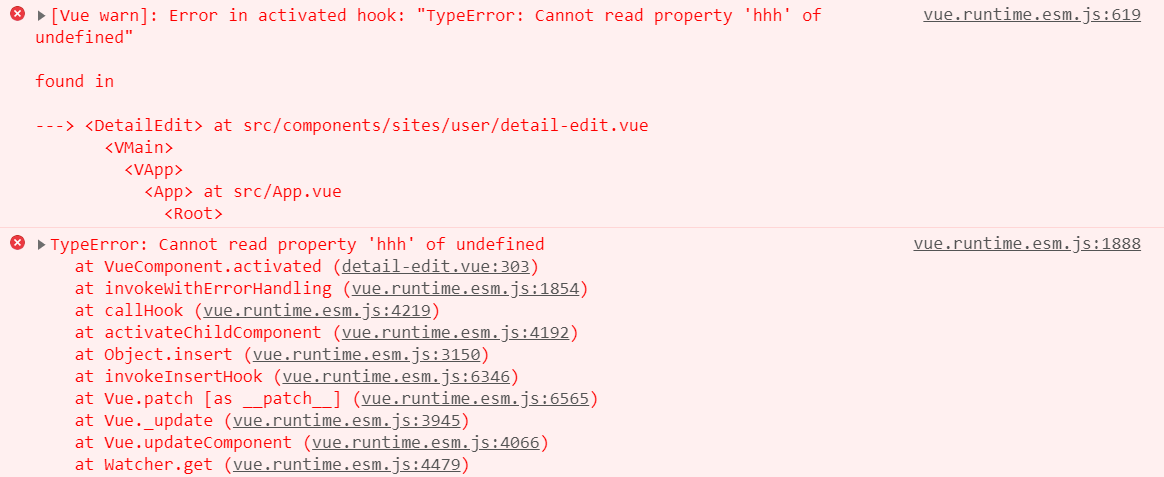 [Vue warn]: Error in activated hook: "TypeError: Cannot read property 'hhh' of vue.runtime.esm.js:619
undefined"
found in
---> <DetailEdit> at src/components/sites/user/detail-edit.vue
<VMain>
<VApp>
<App> at src/App.vue
<Root>
TypeError: Cannot read property 'hhh' of undefined vue.runtime.esm.js:1888
at VueComponent.activated (detail-edit.vue:303)
at invokeWithErrorHandling (vue.runtime.esm.js:1854)
at callHook (vue.runtime.esm.js:4219)
at activateChildComponent (vue.runtime.esm.js:4192)
at Object.insert (vue.runtime.esm.js:3150)
at invokeInsertHook (vue.runtime.esm.js:6346)
at Vue.patch [as __patch__] (vue.runtime.esm.js:6565)
at Vue._update (vue.runtime.esm.js:3945)
at Vue.updateComponent (vue.runtime.esm.js:4066)
at Watcher.get (vue.runtime.esm.js:4479)